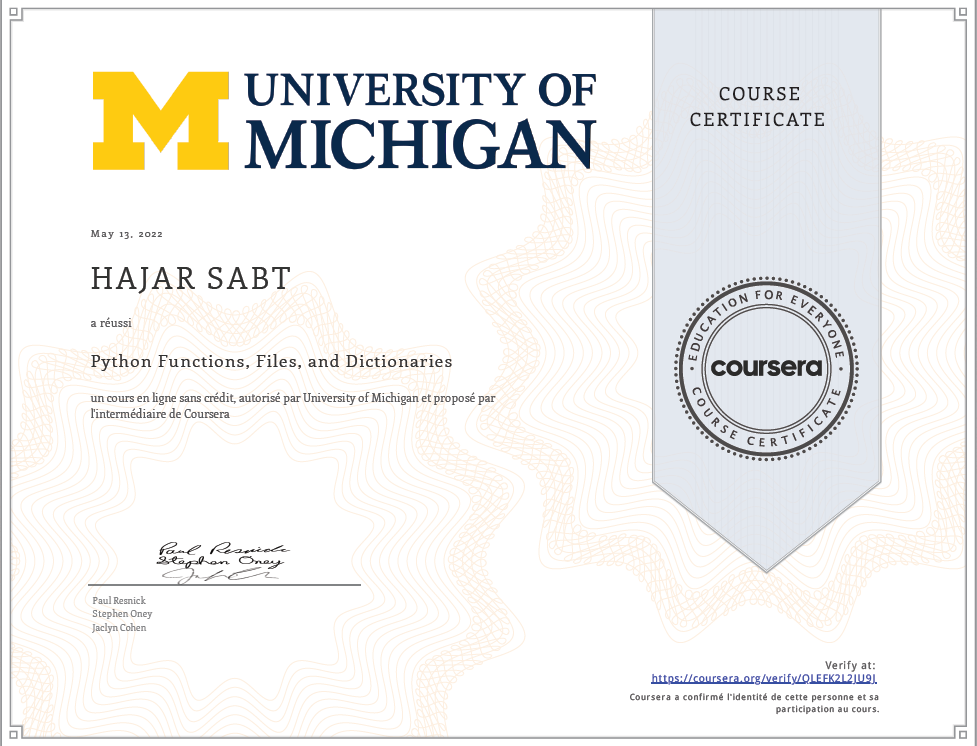 UNIVERSITY OF
MICHIGAN
COURSE
CERTIFICATE
May 13, 2022
HAJAR SABT
a réussi
Python Functions, Files, and Dictionaries
un cours en ligne sans crédit, autorisé par University of Michigan et proposé par
l'intermédiaire de Coursera
EDUCATION FOR EVERYONE
coursera
COURSE CERTIFICATE
Paul Resnick
Stephen Oney
Paul Resnick
Stephen Oney
Jaclyn Cohen
Verify at:
https://coursera.org/verify/QLEFK2L2JU9J
Coursera a confirmé l'identité de cette personne et sa
participation au cours.